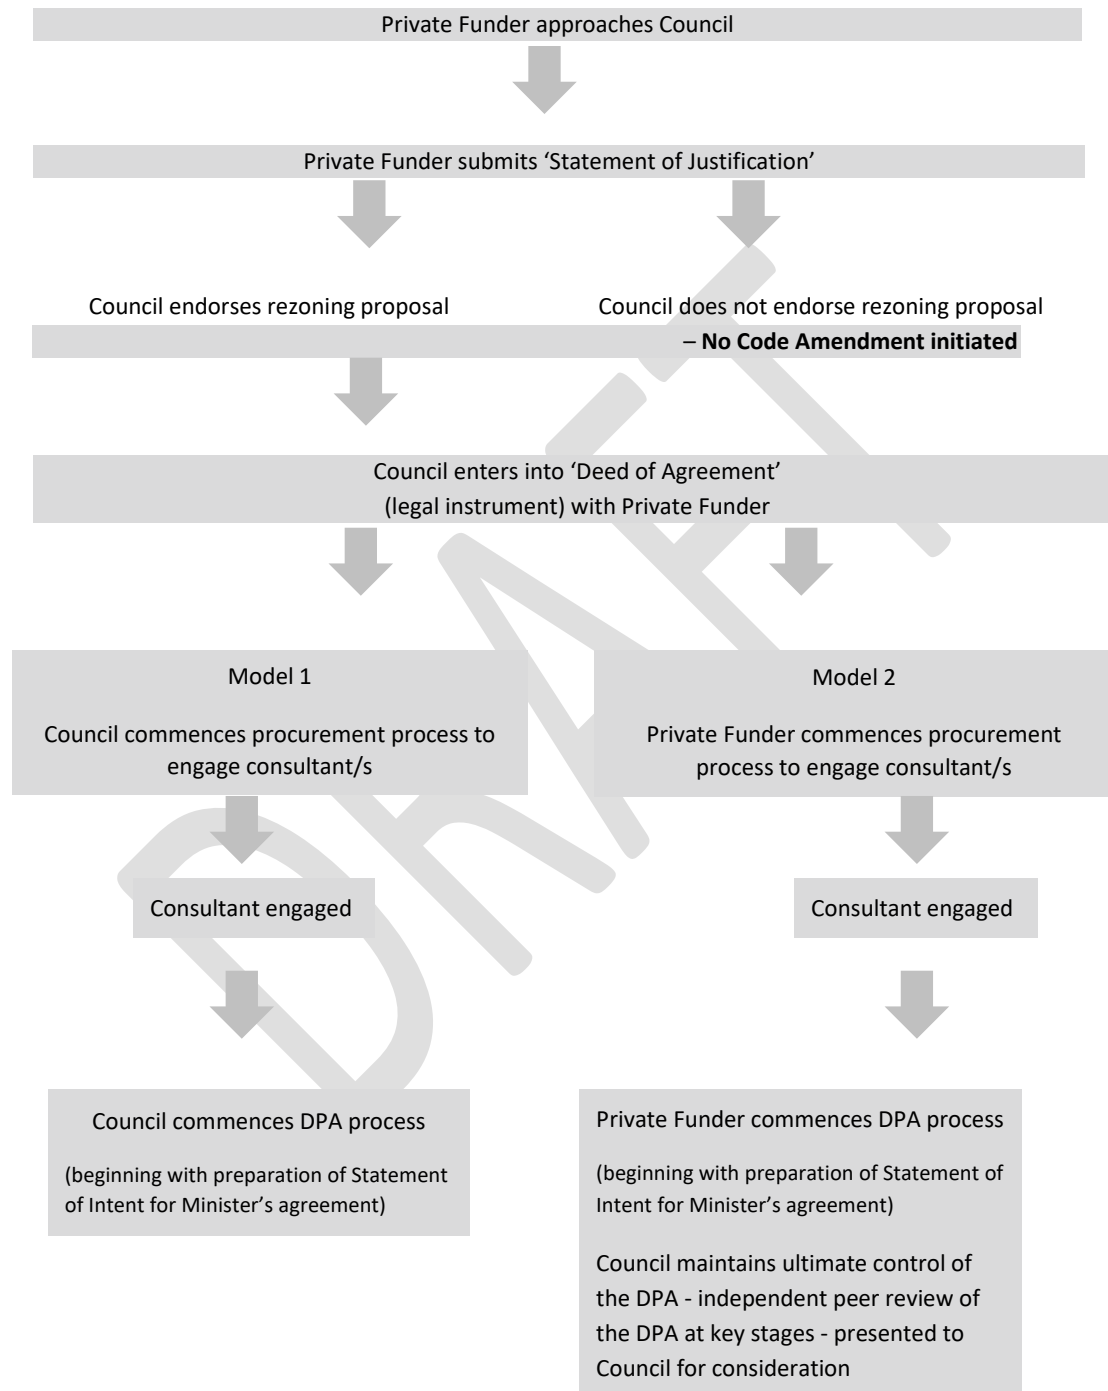 Private Funder approaches Council
Private Funder submits ‘Statement of Justification’
Council endorses rezoning proposal
Council does not endorse rezoning proposal
– No Code Amendment initiated
Council enters into ‘Deed of Agreement’
(legal instrument) with Private Funder
Model 1
Council commences procurement process to
engage consultant/s
Model 2
Private Funder commences procurement
process to engage consultant/s
Consultant engaged
Consultant engaged
Council commences DPA process
(beginning with preparation of Statement
of Intent for Minister’s agreement)
Private Funder commences DPA process
(beginning with preparation of Statement of
Intent for Minister’s agreement)
Council maintains ultimate control of
the DPA - independent peer review of
the DPA at key stages - presented to
Council for consideration
DRAFT